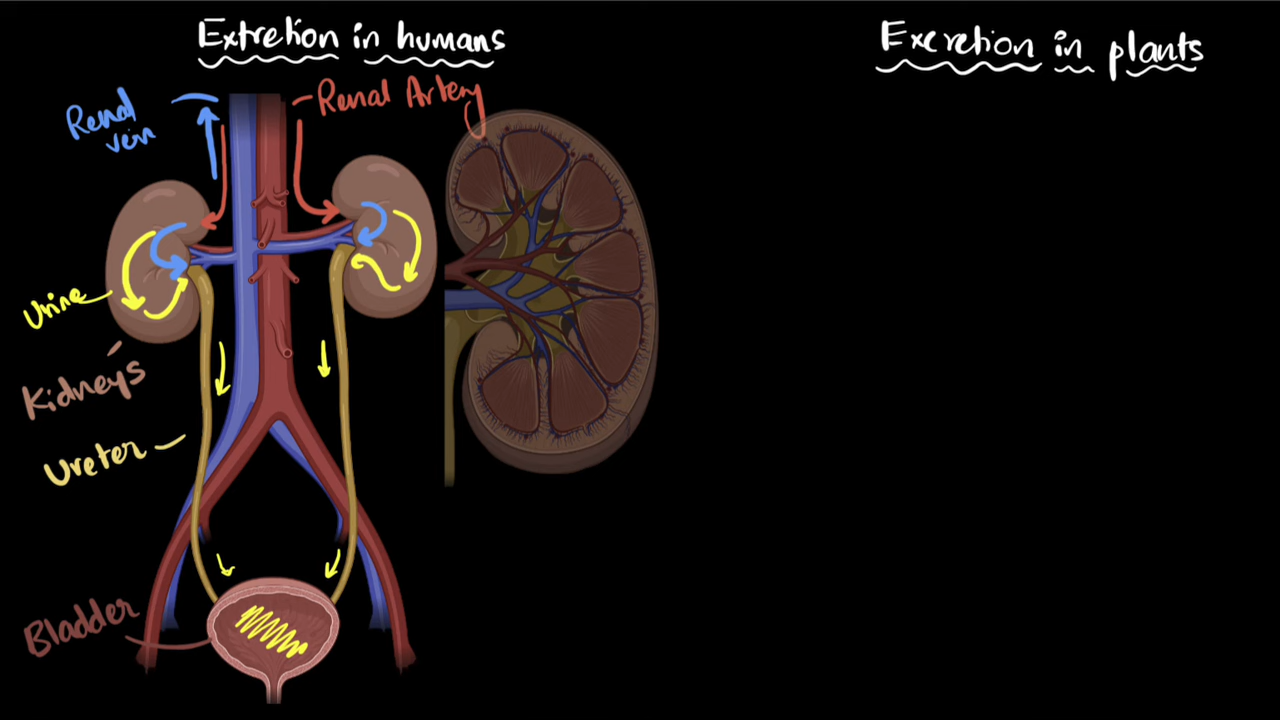 Extretion in humans
Excretion in plants
Renal
vein
Renal Artery
Urine
Kidneys
Ureter
Bladder